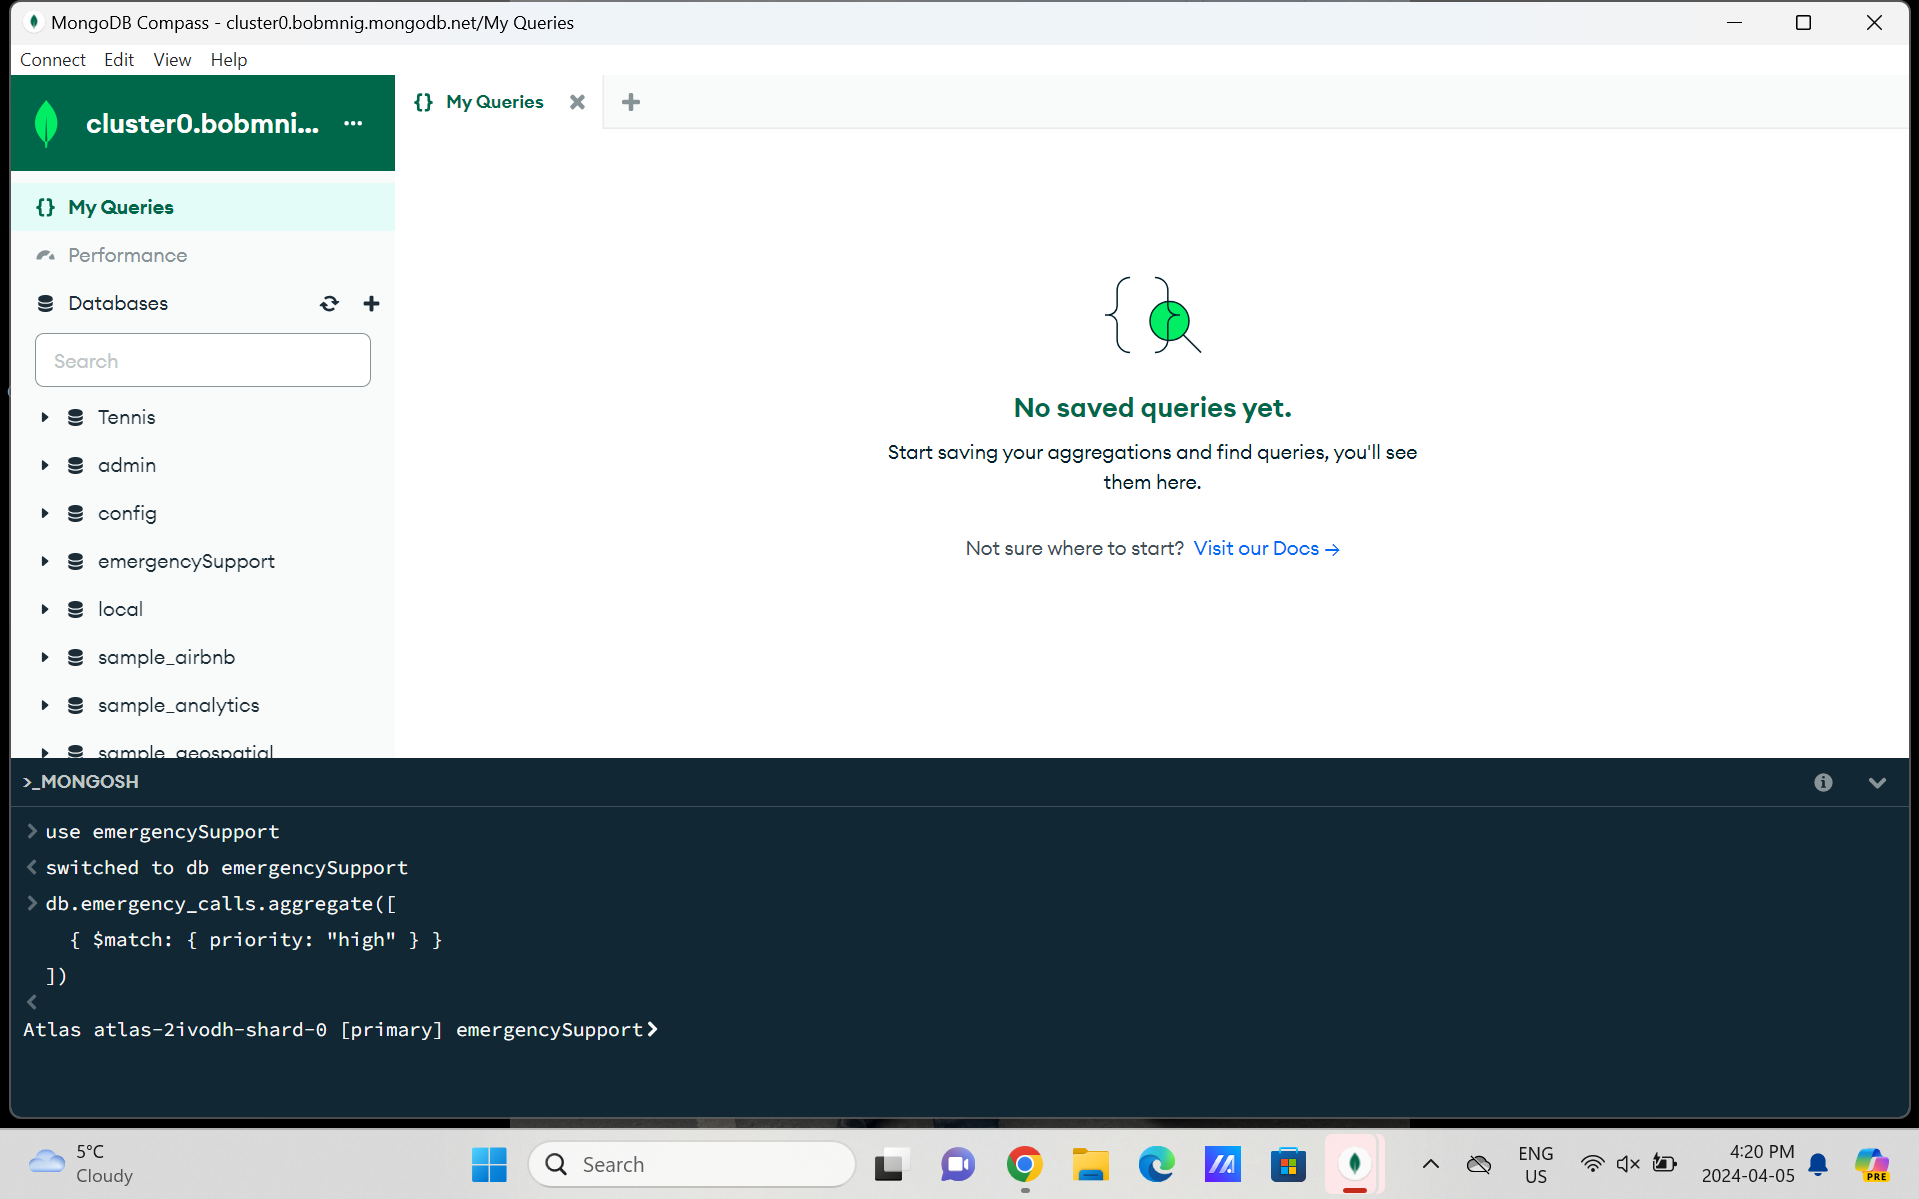 MongoDB Compass - cluster0.bobmnig.mongodb.net/My Queries
Connect Edit View Help
cluster0.bobmni... ...
{} My Queries
{} My Queries
Performance
Databases
Search
Tennis
admin
config
emergencySupport
local
sample_airbnb
sample_analytics
sample_geospatial
No saved queries yet.
Start saving your aggregations and find queries, you'll see
them here.
Not sure where to start? Visit our Docs →
>_MONGOSH
> use emergencySupport
< switched to db emergencySupport
> db.emergency_calls.aggregate([
{ $match: { priority: "high" } }
])
<
Atlas atlas-2ivodh-shard-0 [primary] emergencySupport>
5°C
Cloudy
Search
ENG
US
4:20 PM
2024-04-05
PRE